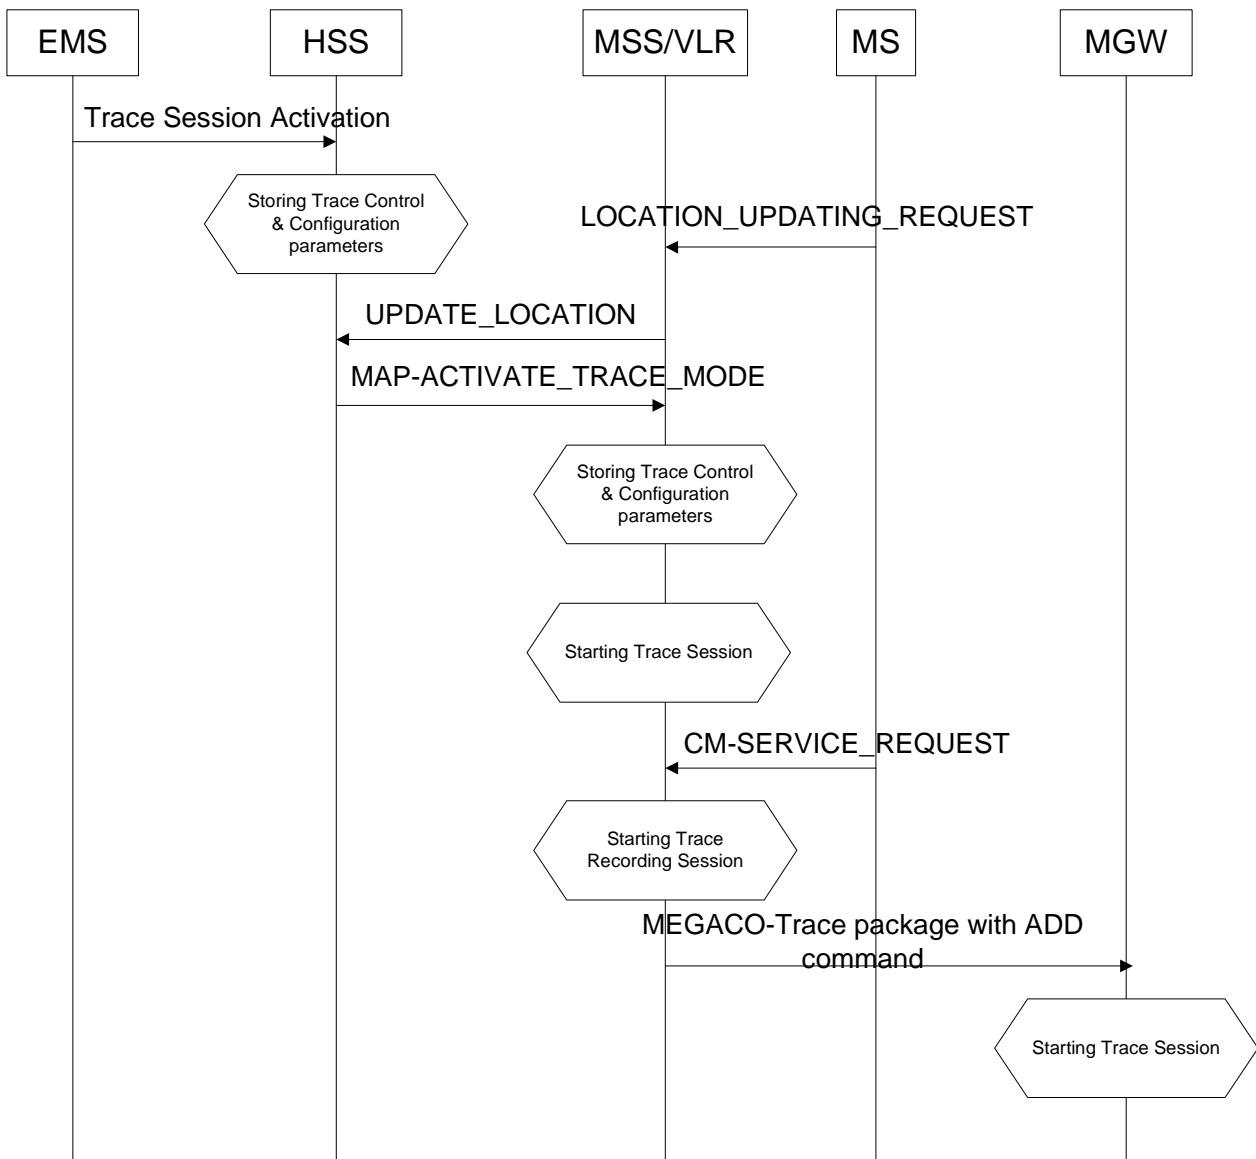 EMS
HSS
MSS/VLR
MS
MGW
Trace Session Activation
Storing Trace Control
& Configuration
parameters
LOCATION_UPDATING_REQUEST
UPDATE_LOCATION
MAP-ACTIVATE_TRACE_MODE
Storing Trace Control
& Configuration
parameters
Starting Trace Session
CM-SERVICE_REQUEST
Starting Trace
Recording Session
MEGACO-Trace package with ADD
command
Starting Trace Session